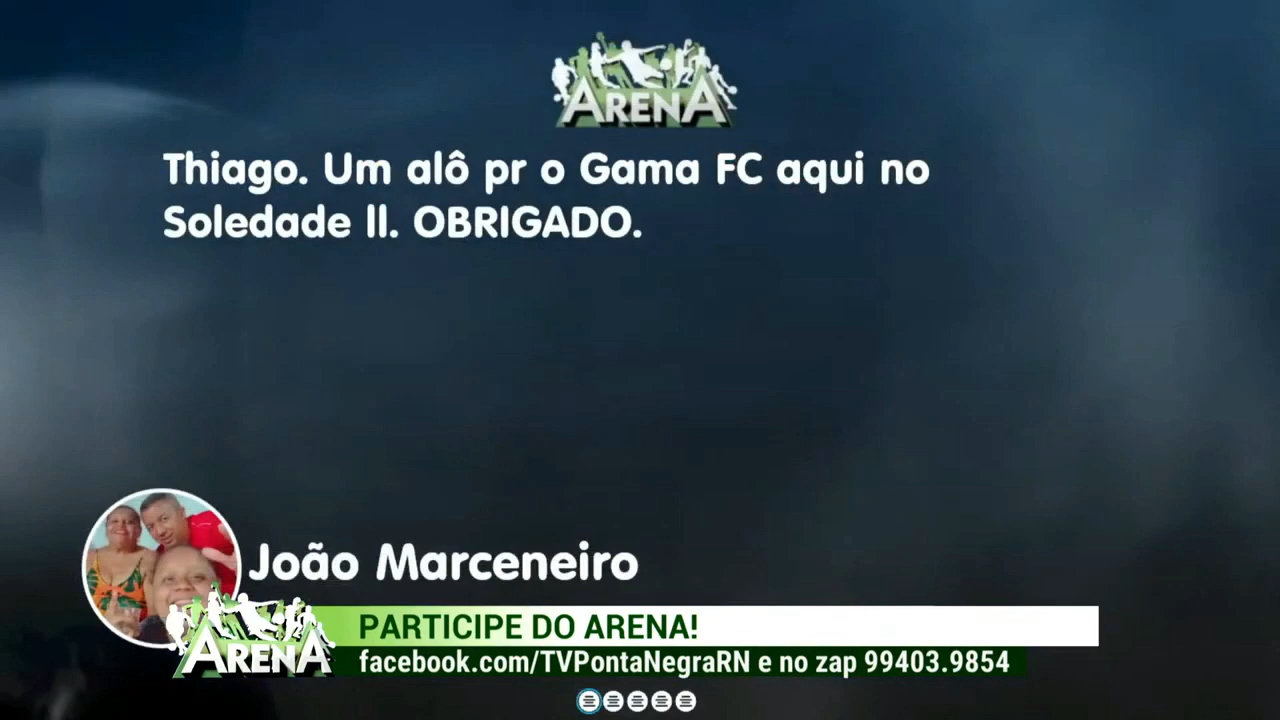 ARENA
Thiago. Um alô pr o Gama FC aqui no
Soledade ll. OBRIGADO.
João Marceneiro
ARENA
PARTICIPE DO ARENA!
facebook.com/TVPontaNegraRN e no zap 99403.9854